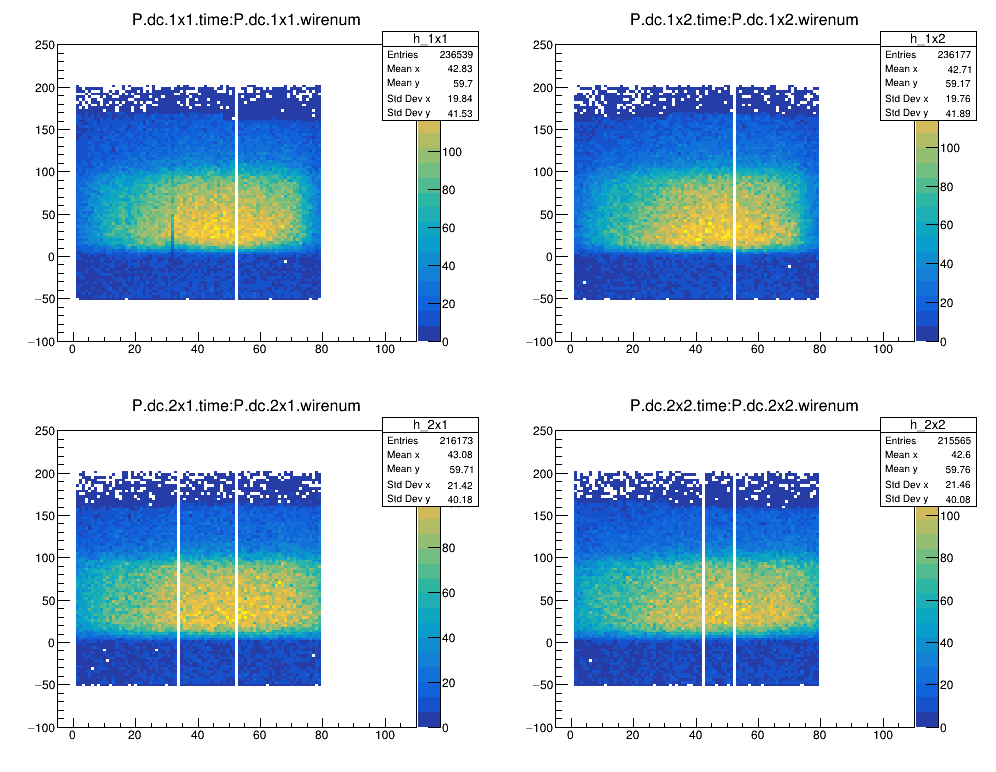 P.dc.1x1.time:P.dc.1x1.wirenum
h_1x1
Entries 236539
Mean x 42.83
Mean y 59.7
Std Dev x 19.84
Std Dev y 41.53
250
200
150
100
50
0
−50
−100
0 20 40 60 80 100
100
80
60
40
20
0
P.dc.1x2.time:P.dc.1x2.wirenum
h_1x2
Entries 236177
Mean x 42.71
Mean y 59.17
Std Dev x 19.76
Std Dev y 41.89
250
200
150
100
50
0
−50
−100
0 20 40 60 80 100
100
80
60
40
20
0
P.dc.2x1.time:P.dc.2x1.wirenum
h_2x1
Entries 216173
Mean x 43.08
Mean y 59.71
Std Dev x 21.42
Std Dev y 40.18
250
200
150
100
50
0
−50
−100
0 20 40 60 80 100
80
60
40
20
0
P.dc.2x2.time:P.dc.2x2.wirenum
h_2x2
Entries 215565
Mean x 42.6
Mean y 59.76
Std Dev x 21.46
Std Dev y 40.08
250
200
150
100
50
0
−50
−100
0 20 40 60 80 100
100
80
60
40
20
0